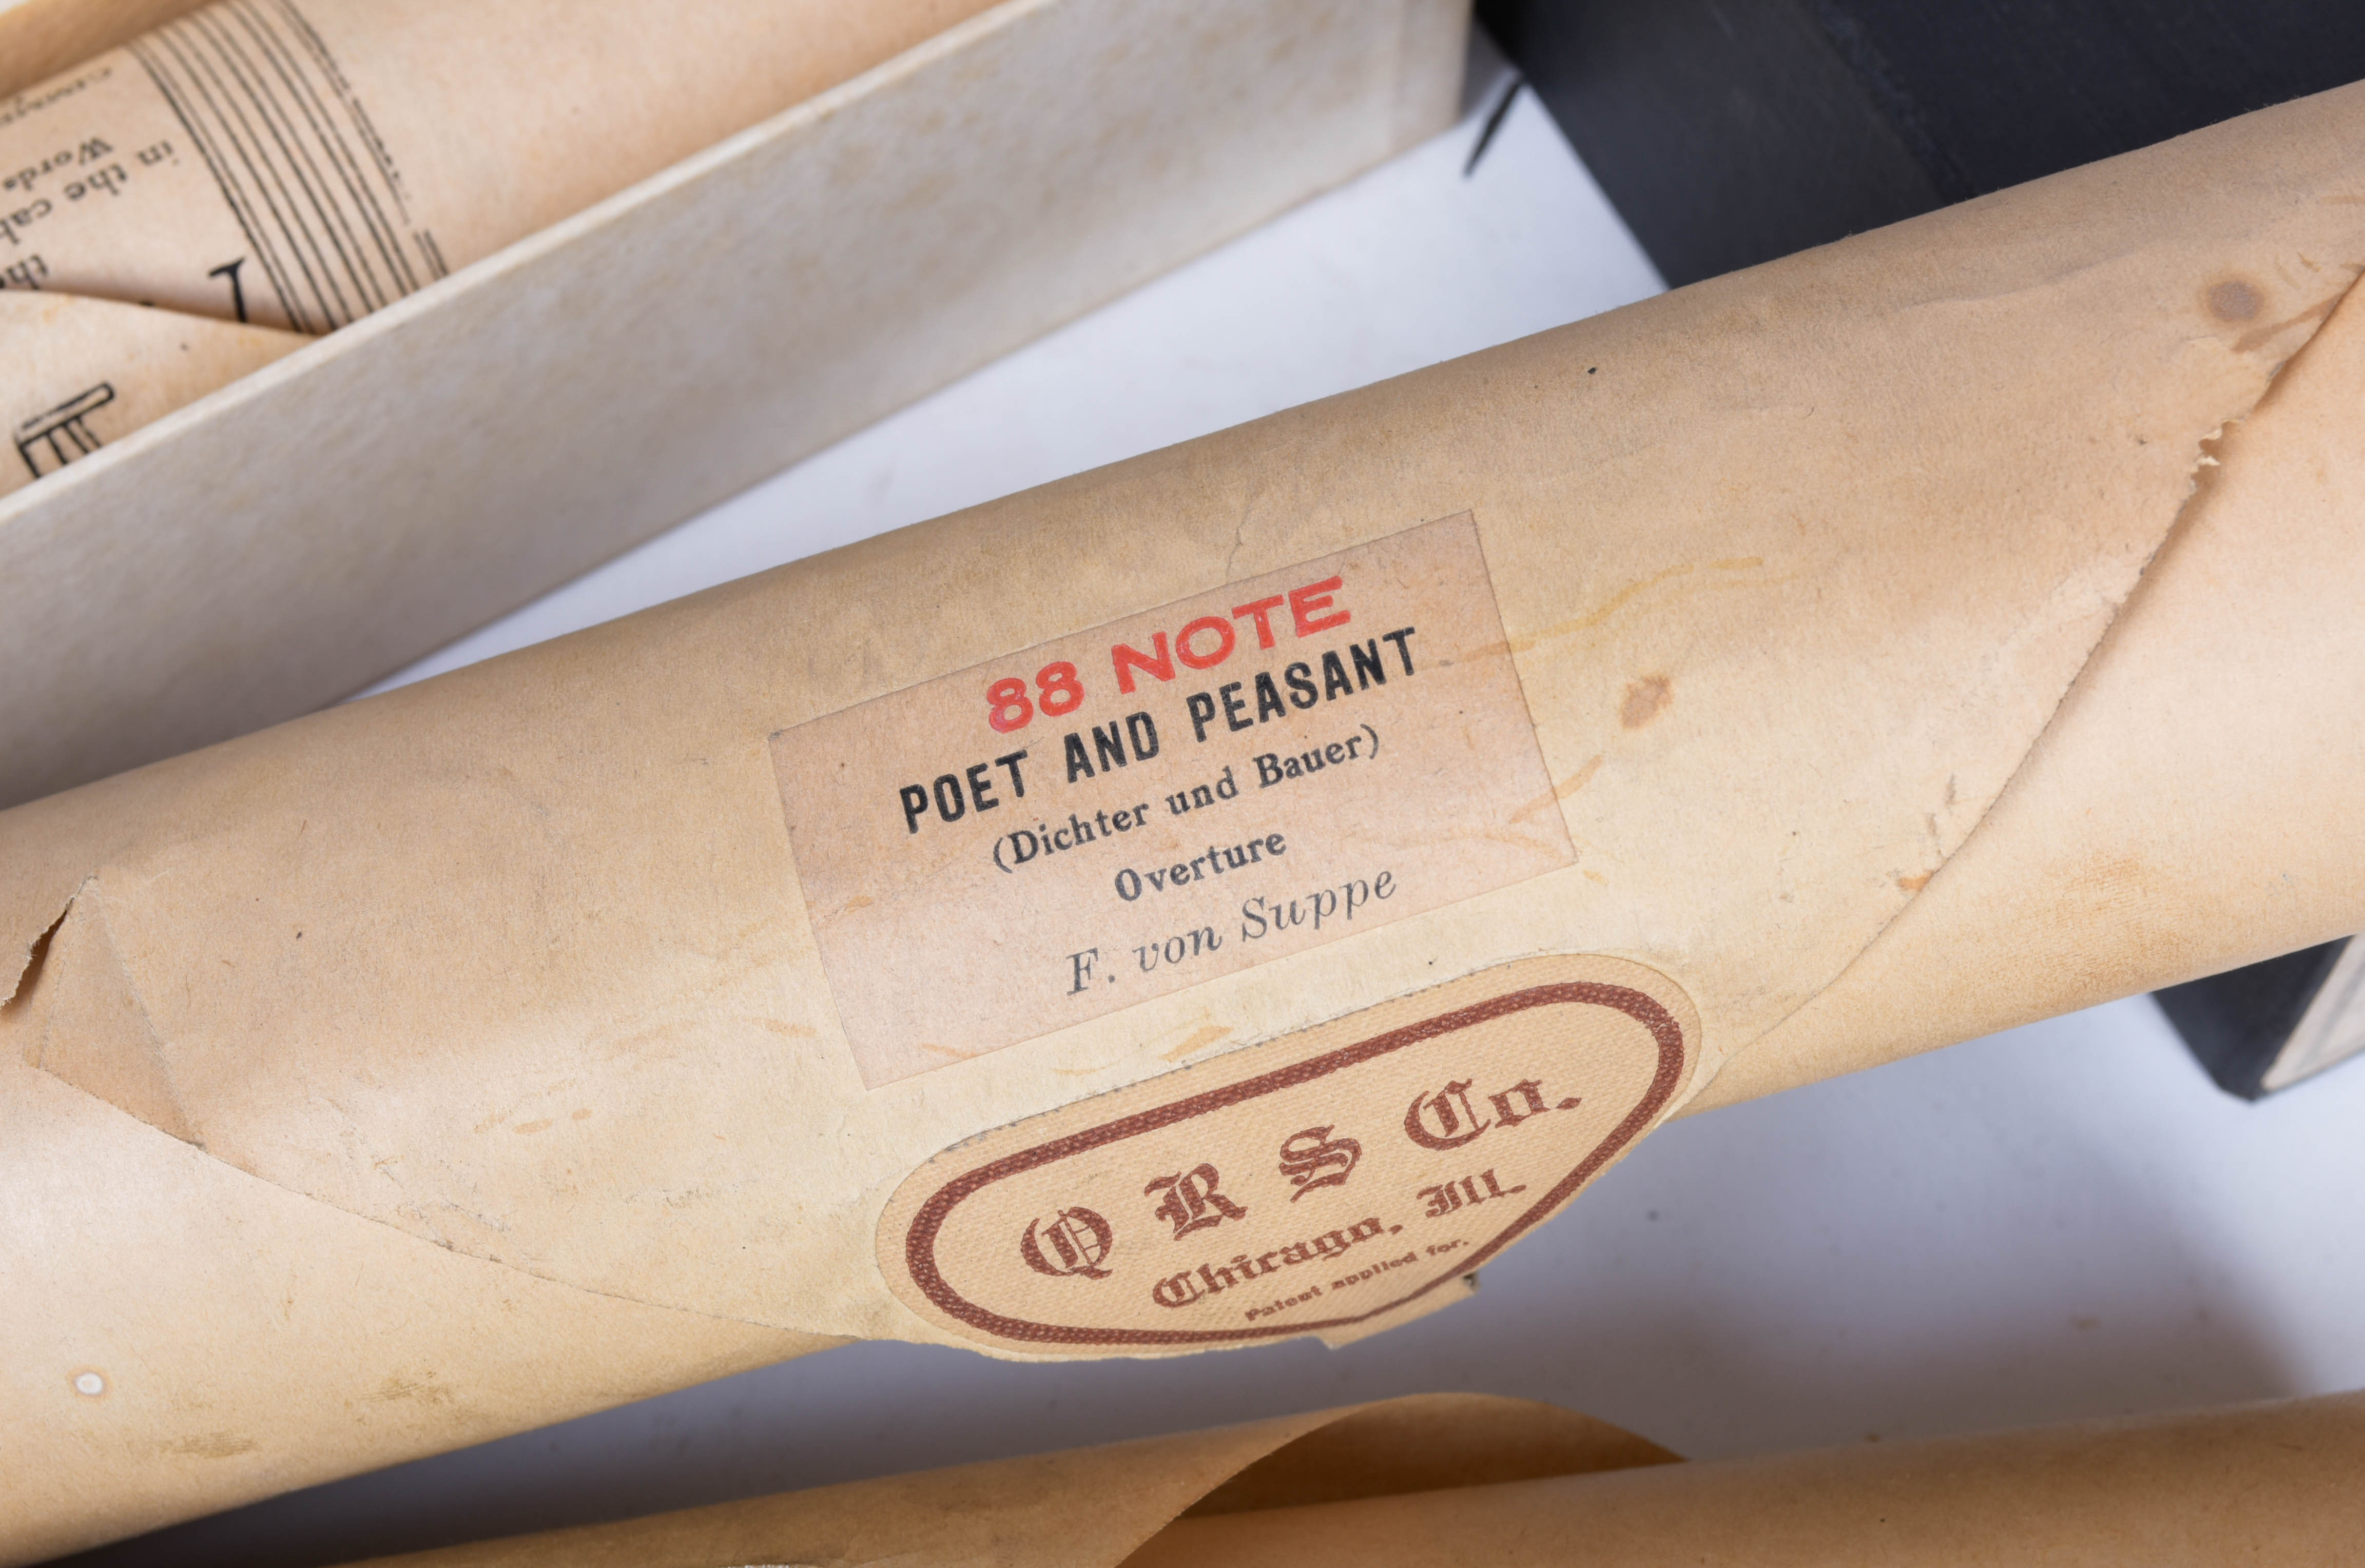 in the
Words
88 NOTE
POET AND PEASANT
(Dichter und Bauer)
Overture
F. von Suppe
Q R S Co.
Chicago, Ill.
Patent applied for.